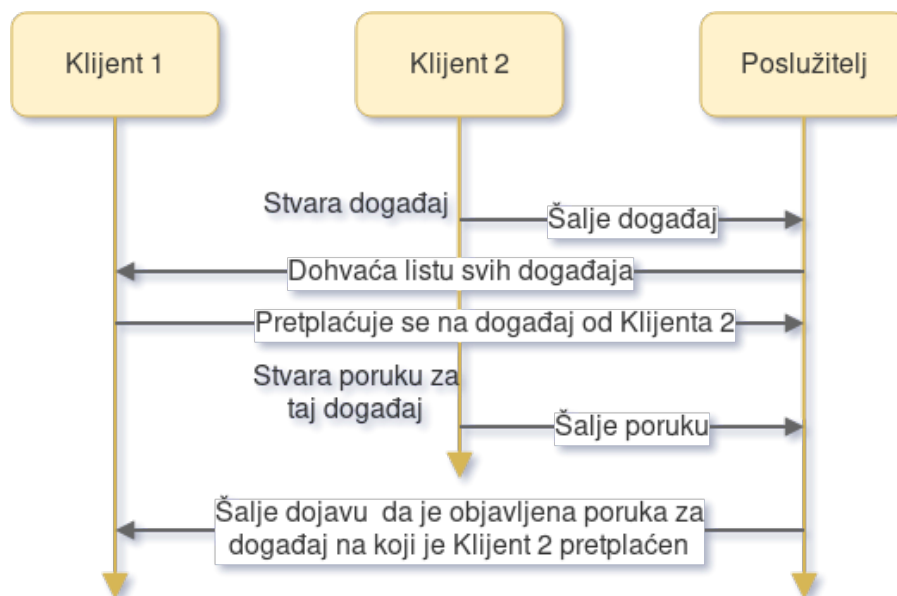 Klijent 1
Klijent 2
Poslužitelj
Stvara događaj
Šalje događaj
Dohvaća listu svih događaja
Pretplaćuje se na događaj od Klijenta 2
Stvara poruku za
taj događaj
Šalje poruku
Šalje dojavu da je objavljena poruka za
događaj na koji je Klijent 2 pretplaćen